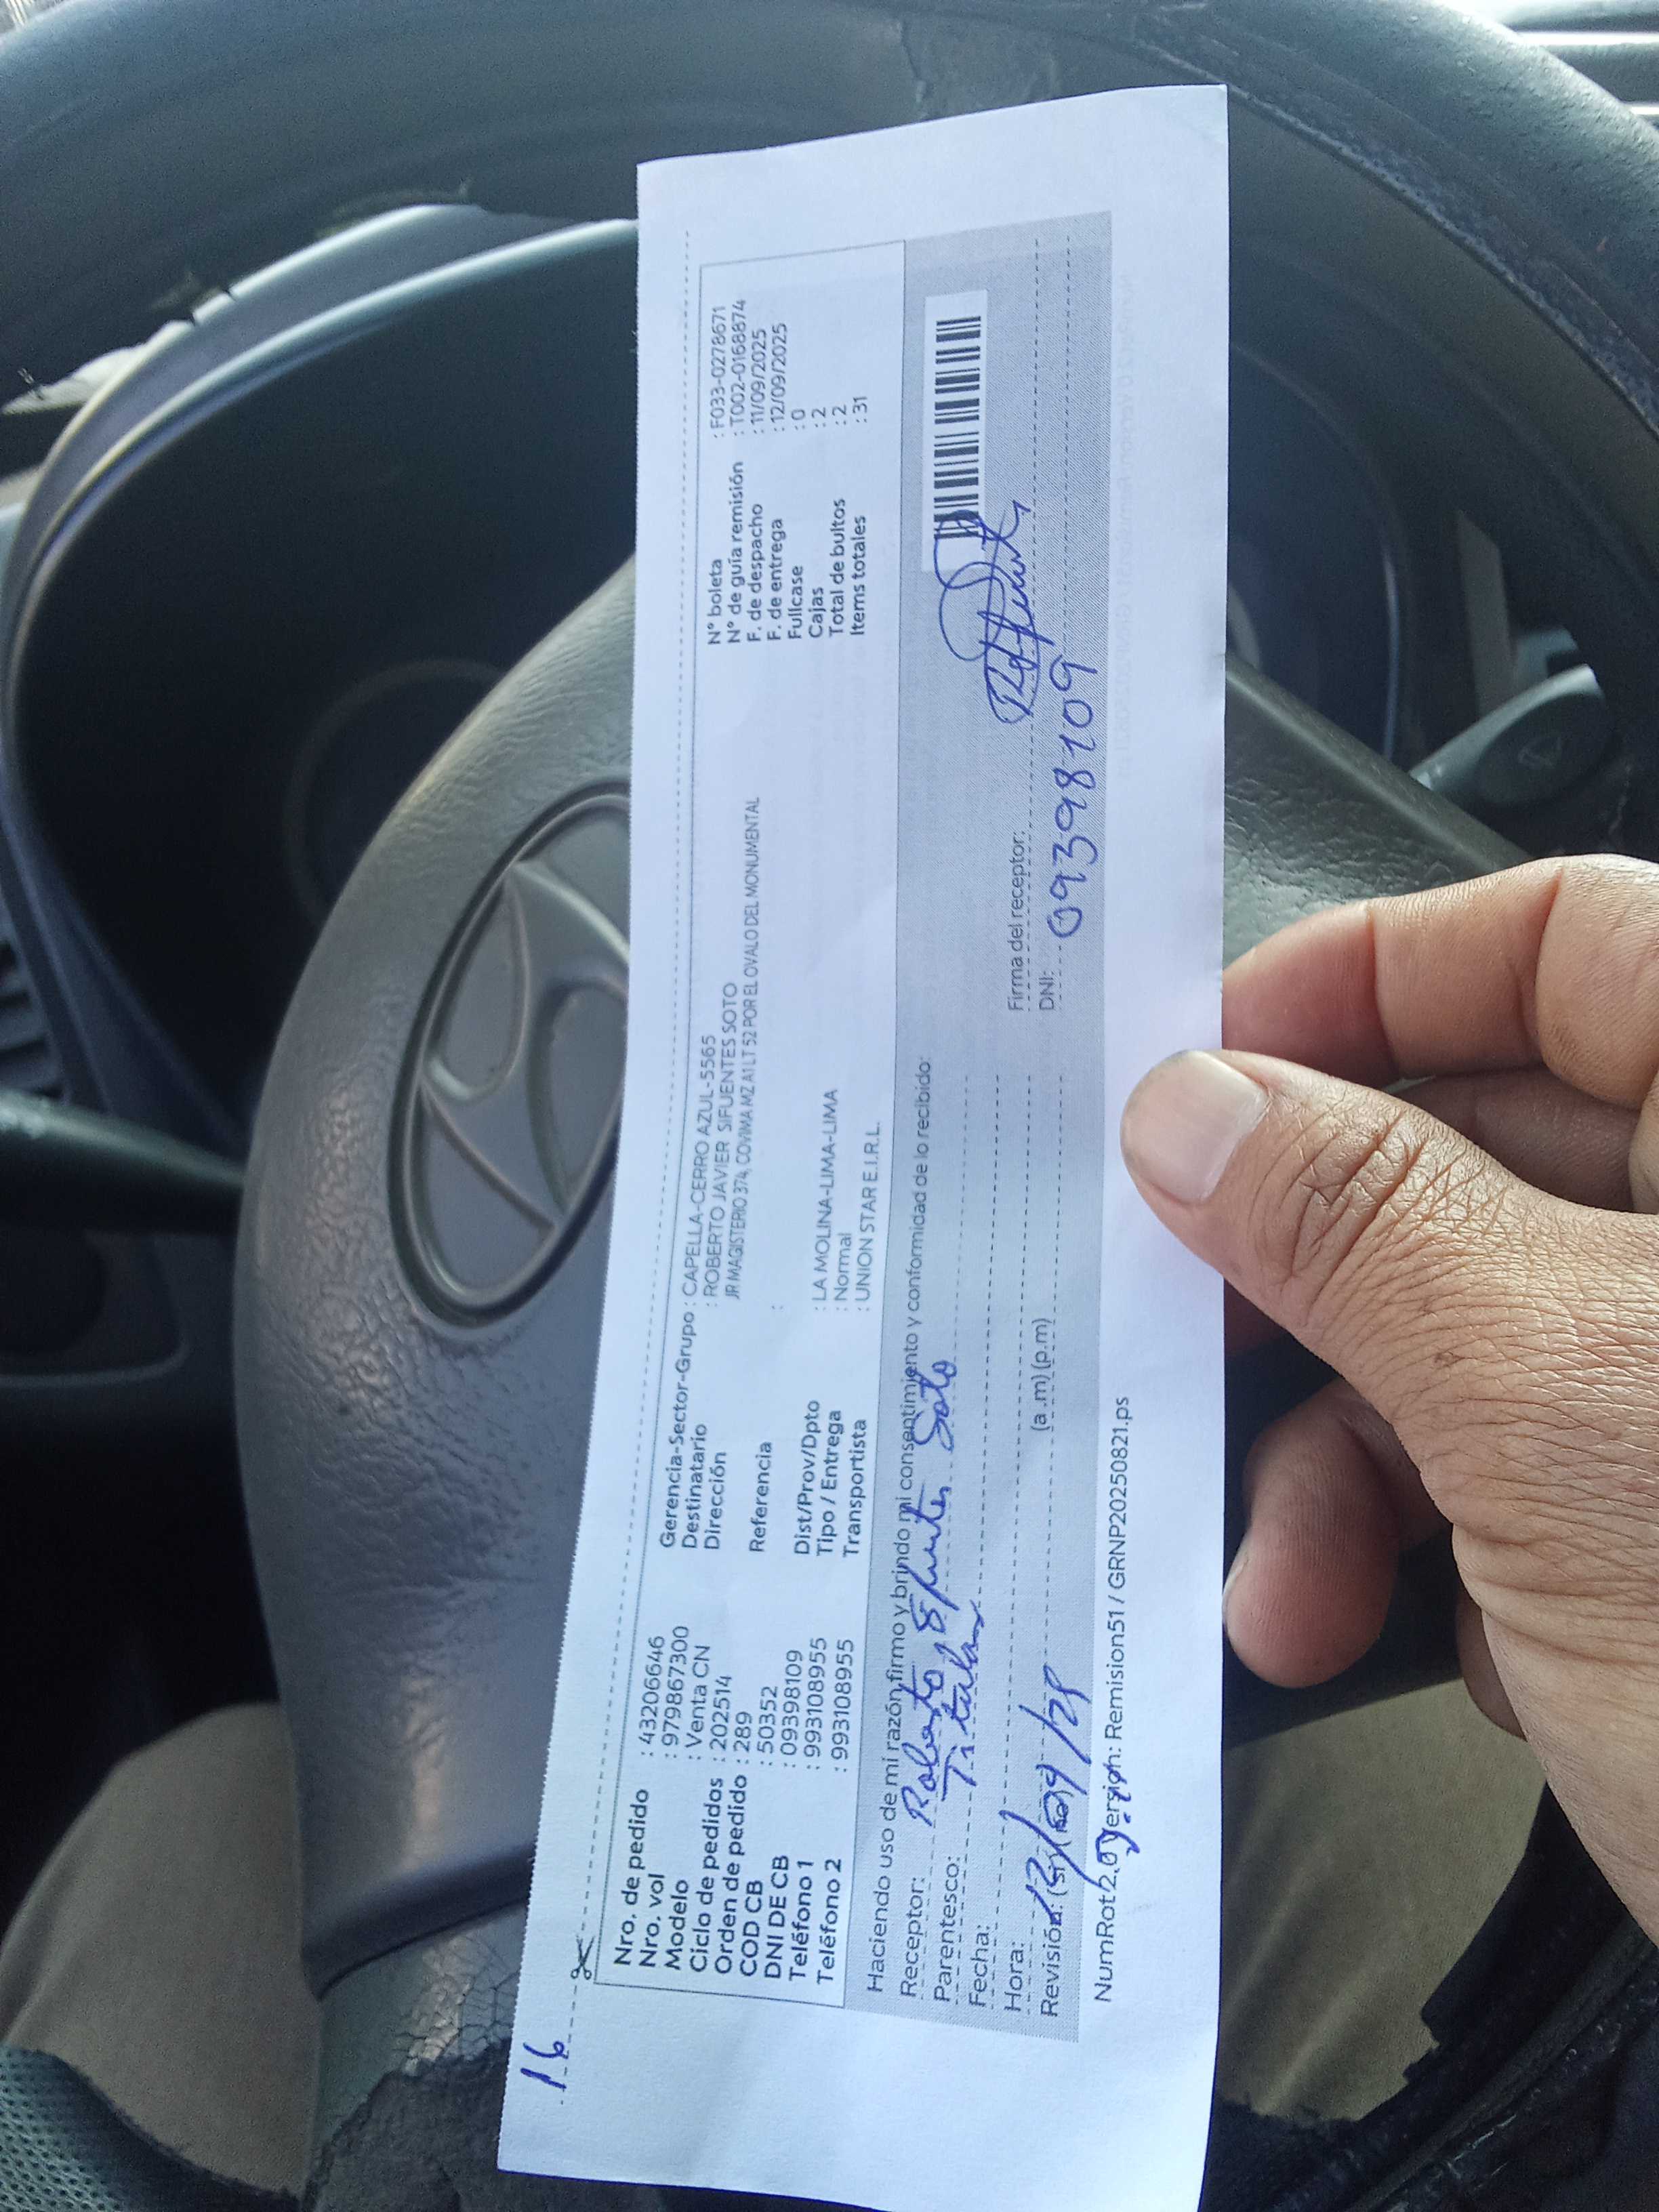 16
Nro. de pedido : 43206646
Nro. vol : 979867300
Modelo : Venta CN
Ciclo de pedidos : 202514
Orden de pedido : 289
COD CB : 50352
DNI DE CB : 09398109
Teléfono 1 : 993108955
Teléfono 2 : 993108955
Gerencia-Sector-Grupo : CAPELLA-CERRO AZUL-5565
Destinatario : ROBERTO JAVIER SIFUENTES SOTO
Dirección JR MAGISTERIO 374, COVIMA MZ A1 LT 52 POR EL OVALO DEL MONUMENTAL
Referencia :
Dist/Prov/Dpto : LA MOLINA-LIMA-LIMA
Tipo / Entrega : Normal
Transportista : UNION STAR E.I.R.L.
N° boleta : F033-0278671
N° de guía remisión : T002-0168874
F. de despacho : 11/09/2025
F. de entrega : 12/09/2025
Fullcase : 0
Cajas : 2
Total de bultos : 2
Items totales : 31
Haciendo uso de mi razón, firmo y brindo mi consentimiento y conformidad de lo recibido:
Receptor: Roberto Sifuentes Soto
Parentesco: Titular
Fecha:
Hora: 12/09/25 (a .m) (p.m)
Revisión: (SI) (NO)
Firma del receptor:
DNI: 09398109
NumRot 2.0 Version: Remision51 / GRNP20250821.ps